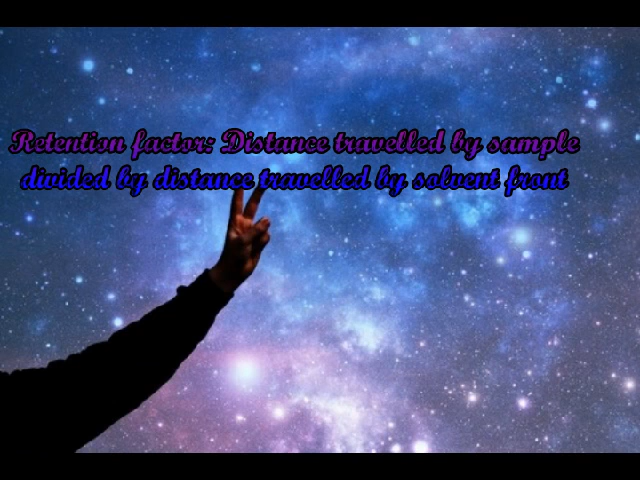 Retention factor: Distance travelled by sample
divided by distance travelled by solvent front